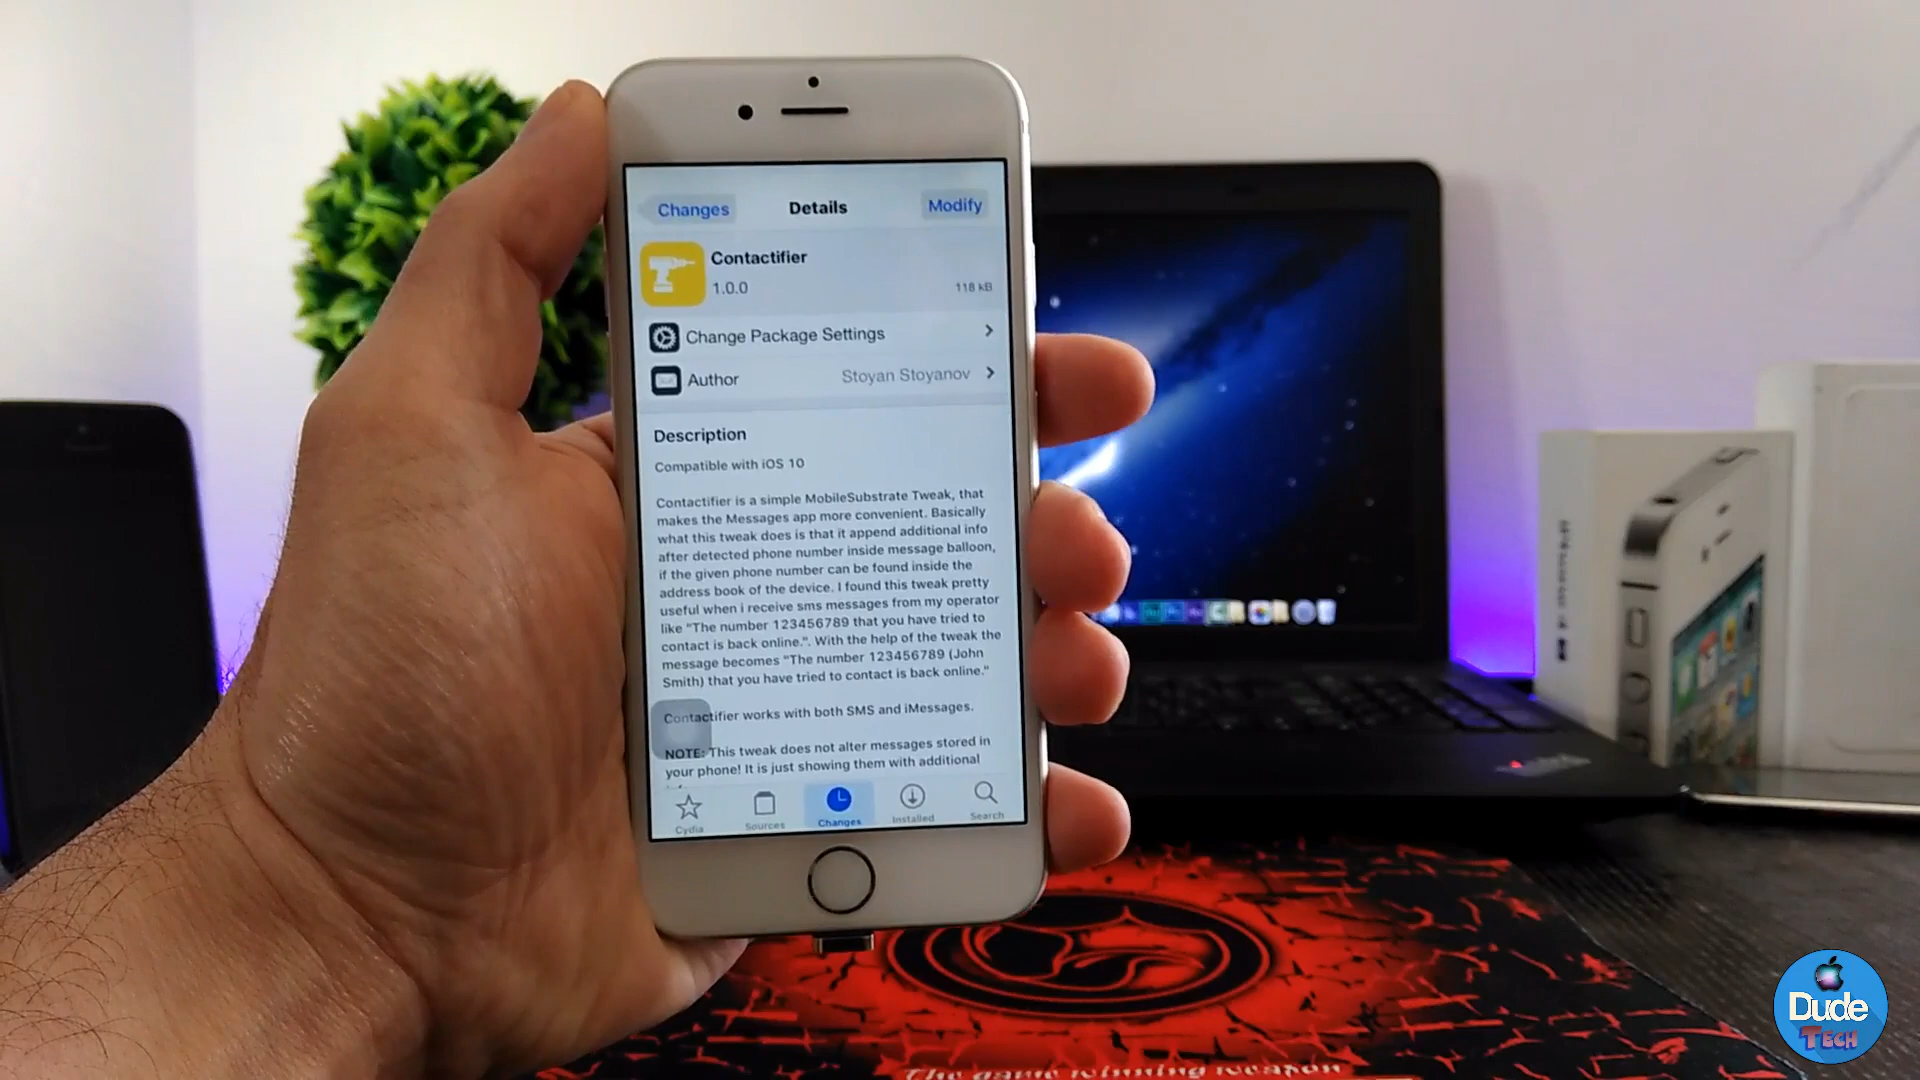 Changes
Details
Modify
Contactifier
1.0.0
118 kB
Change Package Settings
Author
Stoyan Stoyanov
Description
Compatible with iOS 10
Contactifier is a simple MobileSubstrate Tweak, that
makes the Messages app more convenient. Basically
what this tweak does is that it append additional info
after detected phone number inside message balloon,
if the given phone number can be found inside the
address book of the device. I found this tweak pretty
useful when i receive sms messages from my operator
like "The number 123456789 that you have tried to
contact is back online.". With the help of the tweak the
message becomes "The number 123456789 (John
Smith) that you have tried to contact is back online."
Contactifier works with both SMS and iMessages.
NOTE: This tweak does not alter messages stored in
your phone! It is just showing them with additional
Cydia
Sources
Changes
Installed
Search
The game winning weapon
Dude
TECH